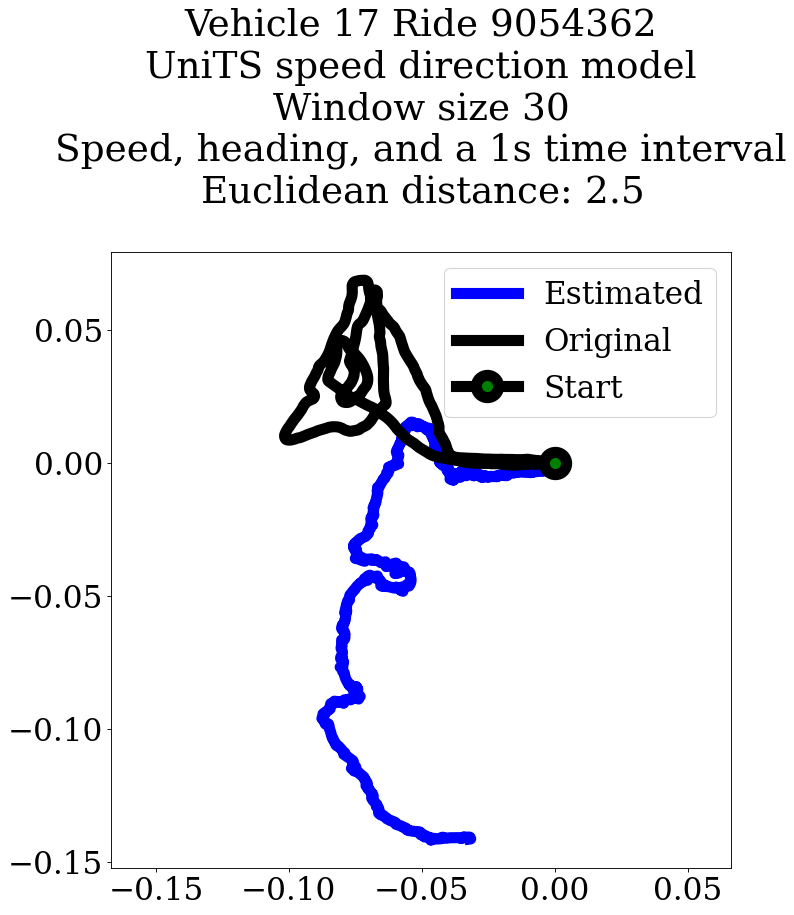 Vehicle 17 Ride 9054362
UniTS speed direction model
Window size 30
Speed, heading, and a 1s time interval
Euclidean distance: 2.5
Estimated
Original
Start
0.05
0.00
−0.05
−0.10
−0.15
−0.15 −0.10 −0.05 0.00 0.05